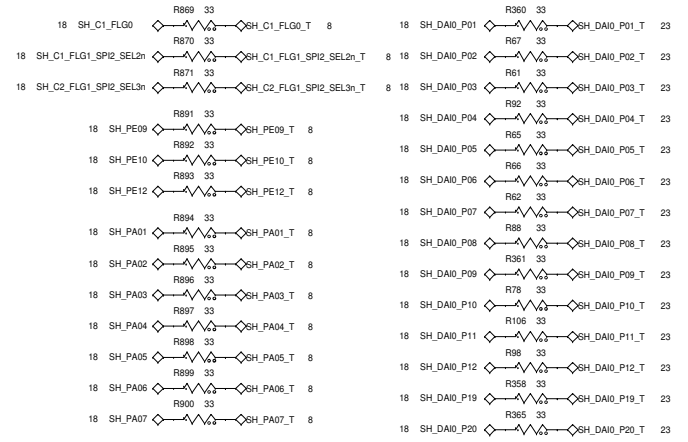 R869 33
18 SH_C1_FLG0 SH_C1_FLG0_T 8
R870 33
18 SH_C1_FLG1_SPI2_SEL2n SH_C1_FLG1_SPI2_SEL2n_T 8
R871 33
18 SH_C2_FLG1_SPI2_SEL3n SH_C2_FLG1_SPI2_SEL3n_T 8
R891 33
18 SH_PE09 SH_PE09_T 8
R892 33
18 SH_PE10 SH_PE10_T 8
R893 33
18 SH_PE12 SH_PE12_T 8
R894 33
18 SH_PA01 SH_PA01_T 8
R895 33
18 SH_PA02 SH_PA02_T 8
R896 33
18 SH_PA03 SH_PA03_T 8
R897 33
18 SH_PA04 SH_PA04_T 8
R898 33
18 SH_PA05 SH_PA05_T 8
R899 33
18 SH_PA06 SH_PA06_T 8
R900 33
18 SH_PA07 SH_PA07_T 8
R360 33
18 SH_DAI0_P01 SH_DAI0_P01_T 23
R67 33
18 SH_DAI0_P02 SH_DAI0_P02_T 23
R61 33
18 SH_DAI0_P03 SH_DAI0_P03_T 23
R92 33
18 SH_DAI0_P04 SH_DAI0_P04_T 23
R65 33
18 SH_DAI0_P05 SH_DAI0_P05_T 23
R66 33
18 SH_DAI0_P06 SH_DAI0_P06_T 23
R62 33
18 SH_DAI0_P07 SH_DAI0_P07_T 23
R88 33
18 SH_DAI0_P08 SH_DAI0_P08_T 23
R361 33
18 SH_DAI0_P09 SH_DAI0_P09_T 23
R78 33
18 SH_DAI0_P10 SH_DAI0_P10_T 23
R106 33
18 SH_DAI0_P11 SH_DAI0_P11_T 23
R98 33
18 SH_DAI0_P12 SH_DAI0_P12_T 23
R358 33
18 SH_DAI0_P19 SH_DAI0_P19_T 23
R365 33
18 SH_DAI0_P20 SH_DAI0_P20_T 23